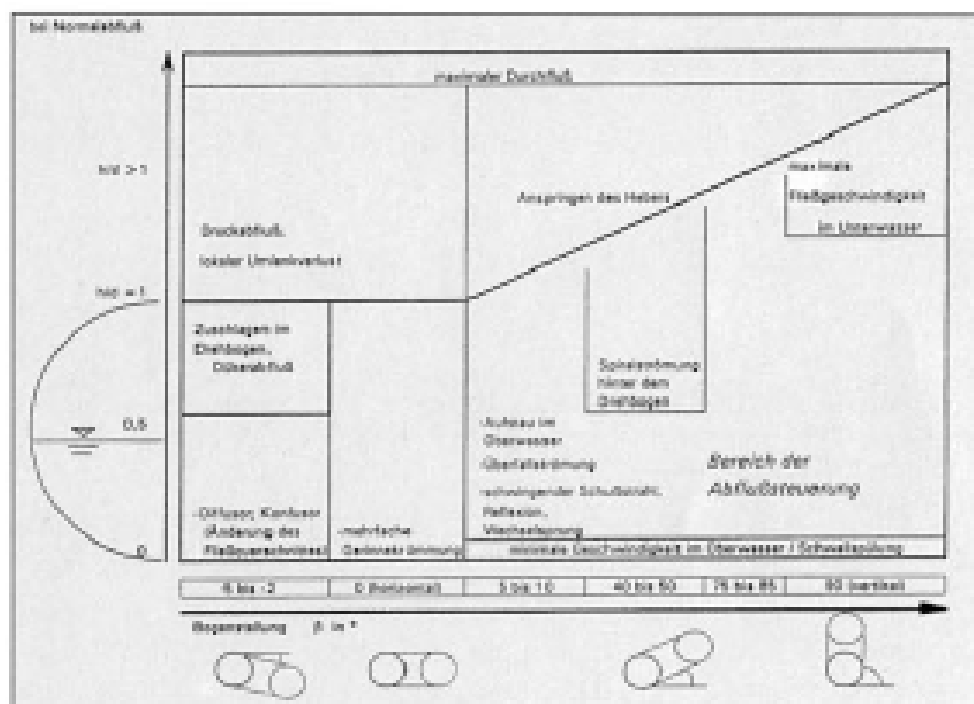 bei Normalabfluß
maximaler Durchfluß
h/d > 1
maximale
Fließgeschwindigkeit
im Unterwasser
Anspringen des Hebers
Druckabfluß,
lokaler Umlenkverlust
h/d = 1
Zuschlagen im
Drehbogen,
Dükerabfluß
Spiralströmung
hinter dem
Drehbogen
0,5
-Aufstau im
Oberwasser
-Überfallströmung
Bereich der
Abflußsteuerung
-schwingender Schußstrahl,
Reflexion,
Wechselsprung
-Diffusor, Konfusor
(Änderung des
Fließquerschnittes)
-mehrfache
Gerinnekrümmung
0
minimale Geschwindigkeit im Oberwasser / Schwallspülung
bis -2
0 (horizontal)
5 bis 10
40 bis 50
75 bis 85
90 (vertikal)
Bogenstellung β in °